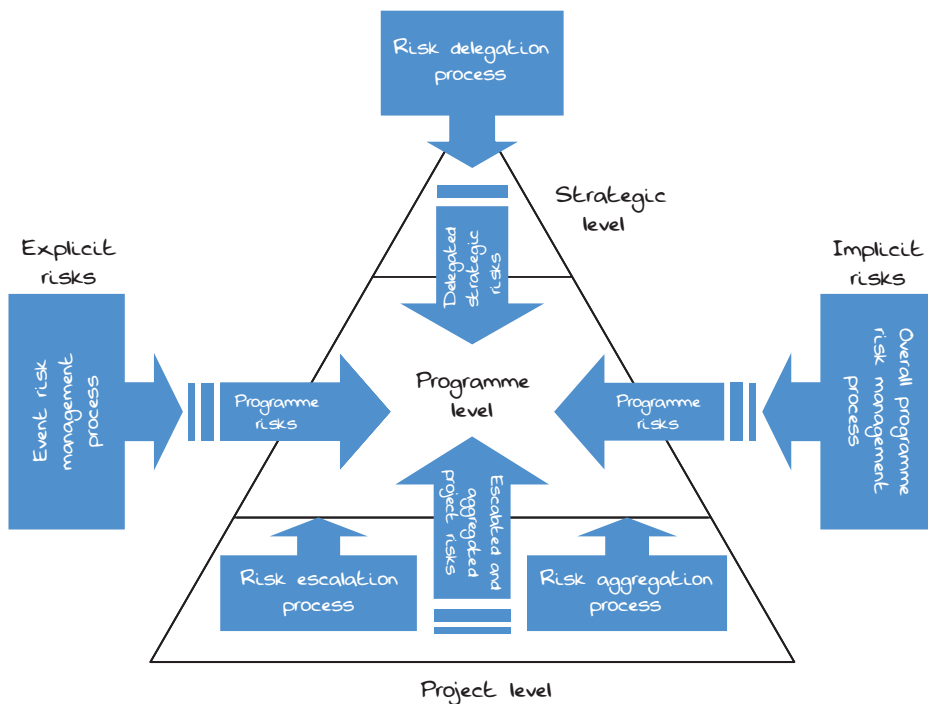 Risk delegation
process
Strategic
level
Delegated
strategic
risks
Explicit
risks
Implicit
risks
Event risk
management
process
Programme
risks
Programme
level
Programme
risks
Overall programme
risk management
process
Escalated and
aggregated
project risks
Risk escalation
process
Risk aggregation
process
Project level